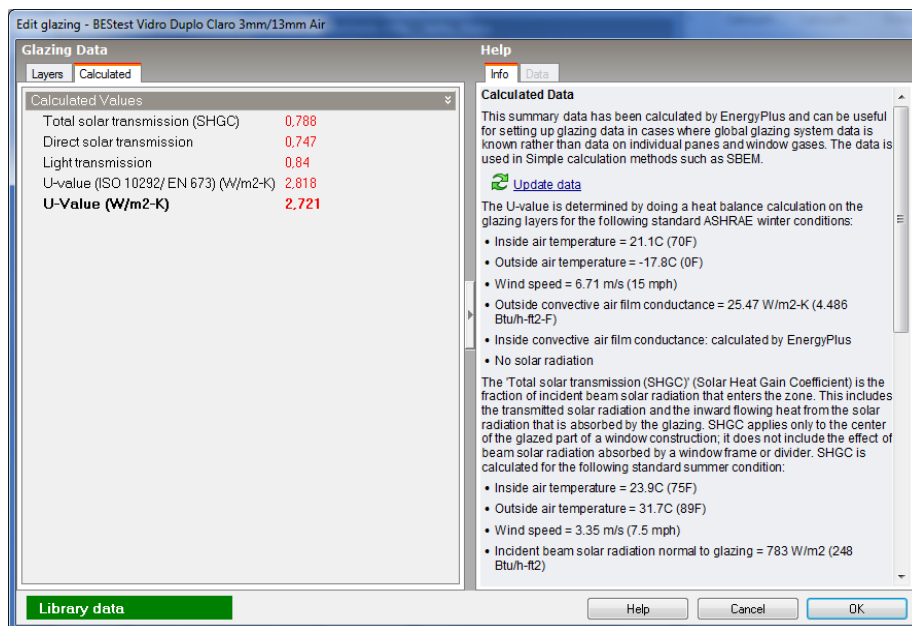 Edit glazing - BEStest Vidro Duplo Claro 3mm/13mm Air
Glazing Data
Layers Calculated
Calculated Values
Total solar transmission (SHGC) 0,788
Direct solar transmission 0,747
Light transmission 0,84
U-value (ISO 10292/ EN 673) (W/m2-K) 2,818
U-Value (W/m2-K) 2,721
Library data
Help
Info Data
Calculated Data
This summary data has been calculated by EnergyPlus and can be useful
for setting up glazing data in cases where global glazing system data is
known rather than data on individual panes and window gases. The data is
used in Simple calculation methods such as SBEM.
Update data
The U-value is determined by doing a heat balance calculation on the
glazing layers for the following standard ASHRAE winter conditions:
• Inside air temperature = 21.1C (70F)
• Outside air temperature = -17.8C (0F)
• Wind speed = 6.71 m/s (15 mph)
• Outside convective air film conductance = 25.47 W/m2-K (4.486
Btu/h-ft2-F)
• Inside convective air film conductance: calculated by EnergyPlus
• No solar radiation
The 'Total solar transmission (SHGC)' (Solar Heat Gain Coefficient) is the
fraction of incident beam solar radiation that enters the zone. This includes
the transmitted solar radiation and the inward flowing heat from the solar
radiation that is absorbed by the glazing. SHGC applies only to the center
of the glazed part of a window construction; it does not include the effect of
beam solar radiation absorbed by a window frame or divider. SHGC is
calculated for the following standard summer condition:
• Inside air temperature = 23.9C (75F)
• Outside air temperature = 31.7C (89F)
• Wind speed = 3.35 m/s (7.5 mph)
• Incident beam solar radiation normal to glazing = 783 W/m2 (248
Btu/h-ft2)
Help Cancel OK